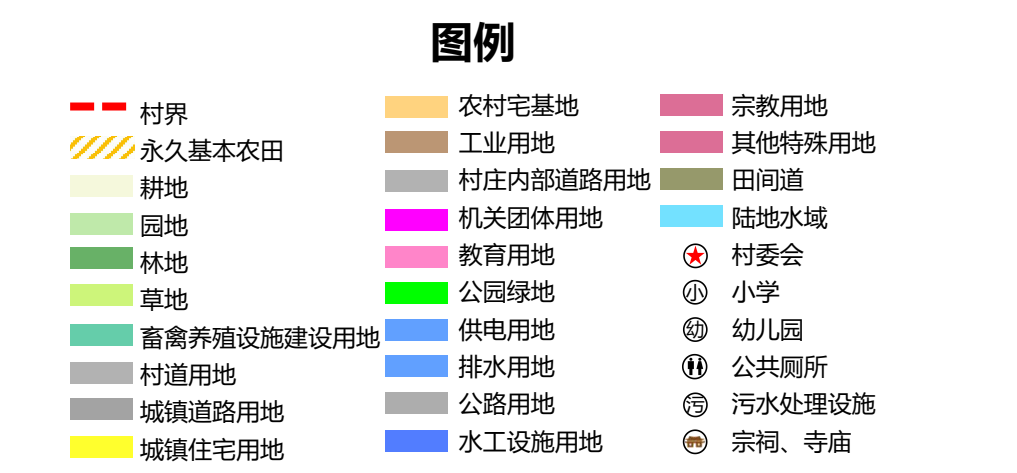 图例
村界
永久基本农田
耕地
园地
林地
草地
畜禽养殖设施建设用地
村道用地
城镇道路用地
城镇住宅用地
农村宅基地
工业用地
村庄内部道路用地
机关团体用地
教育用地
公园绿地
供电用地
排水用地
公路用地
水工设施用地
宗教用地
其他特殊用地
田间道
陆地水域
村委会
小 小学
幼 幼儿园
公共厕所
污 污水处理设施
宗祠、寺庙